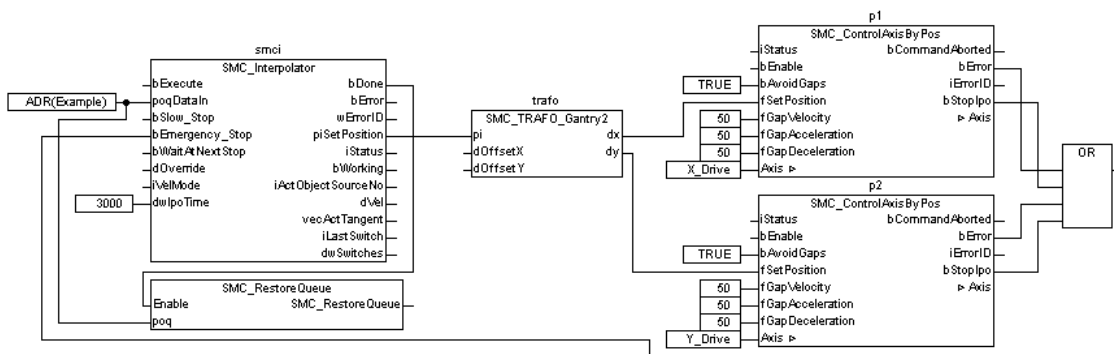 smci
SMC_Interpolator
bExecute
bDone
ADR(Example)
poqDataIn
bError
bSlow_Stop
wErrorID
bEmergency_Stop
piSetPosition
bWaitAtNextStop
iStatus
dOverride
bWorking
iVelMode
iActObjectSourceNo
3000
dwIpoTime
dVel
vecActTangent
iLastSwitch
dwSwitches
SMC_RestoreQueue
Enable
SMC_RestoreQueue
poq
trafo
SMC_TRAFO_Gantry2
pi
dx
dOffsetX
dy
dOffsetY
p1
SMC_ControlAxisByPos
iStatus
bCommandAborted
bEnable
bError
TRUE
bAvoidGaps
iErrorID
fSetPosition
bStopIpo
50
fGapVelocity
Axis
50
fGapAcceleration
50
fGapDeceleration
X_Drive
Axis
p2
SMC_ControlAxisByPos
iStatus
bCommandAborted
bEnable
bError
TRUE
bAvoidGaps
iErrorID
fSetPosition
bStopIpo
50
fGapVelocity
Axis
50
fGapAcceleration
50
fGapDeceleration
Y_Drive
Axis
OR